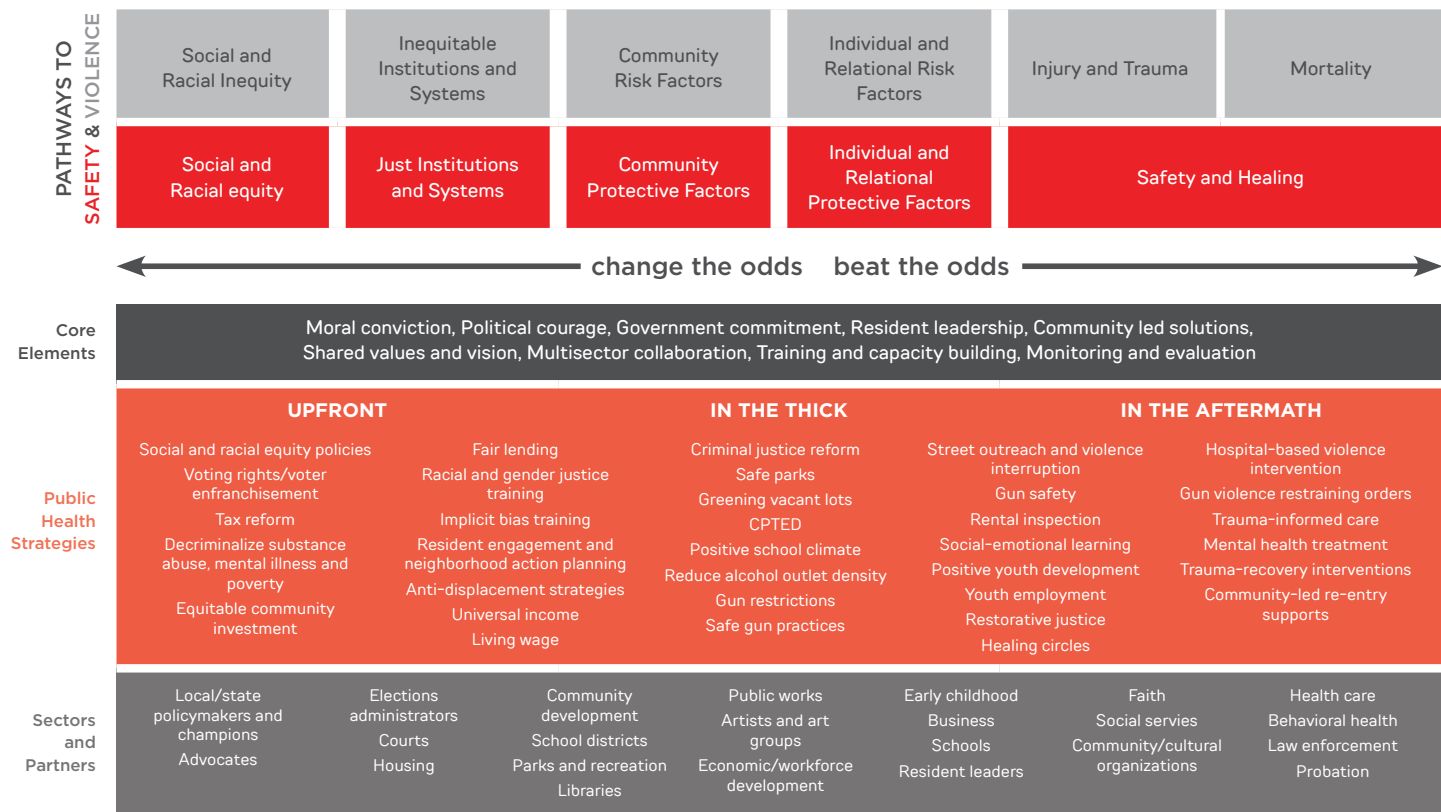 PATHWAYS TO
SAFETY & VIOLENCE
Social and
Racial Inequity
Inequitable
Institutions and
Systems
Community
Risk Factors
Individual and
Relational Risk
Factors
Injury and Trauma
Mortality
Social and
Racial equity
Just Institutions
and Systems
Community
Protective Factors
Individual and
Relational
Protective Factors
Safety and Healing
change the odds
beat the odds
Core
Elements
Moral conviction, Political courage, Government commitment, Resident leadership, Community led solutions,
Shared values and vision, Multisector collaboration, Training and capacity building, Monitoring and evaluation
Public
Health
Strategies
UPFRONT
Social and racial equity policies
Voting rights/voter
enfranchisement
Tax reform
Decriminalize substance
abuse, mental illness and
poverty
Equitable community
investment
Fair lending
Racial and gender justice
training
Implicit bias training
Resident engagement and
neighborhood action planning
Anti-displacement strategies
Universal income
Living wage
IN THE THICK
Criminal justice reform
Safe parks
Greening vacant lots
CPTED
Positive school climate
Reduce alcohol outlet density
Gun restrictions
Safe gun practices
IN THE AFTERMATH
Street outreach and violence
interruption
Gun safety
Rental inspection
Social-emotional learning
Positive youth development
Youth employment
Restorative justice
Healing circles
Hospital-based violence
intervention
Gun violence restraining orders
Trauma-informed care
Mental health treatment
Trauma-recovery interventions
Community-led re-entry
supports
Sectors
and
Partners
Local/state
policymakers and
champions
Advocates
Elections
administrators
Courts
Housing
Community
development
School districts
Parks and recreation
Libraries
Public works
Artists and art
groups
Economic/workforce
development
Early childhood
Business
Schools
Resident leaders
Faith
Social servies
Community/cultural
organizations
Health care
Behavioral health
Law enforcement
Probation